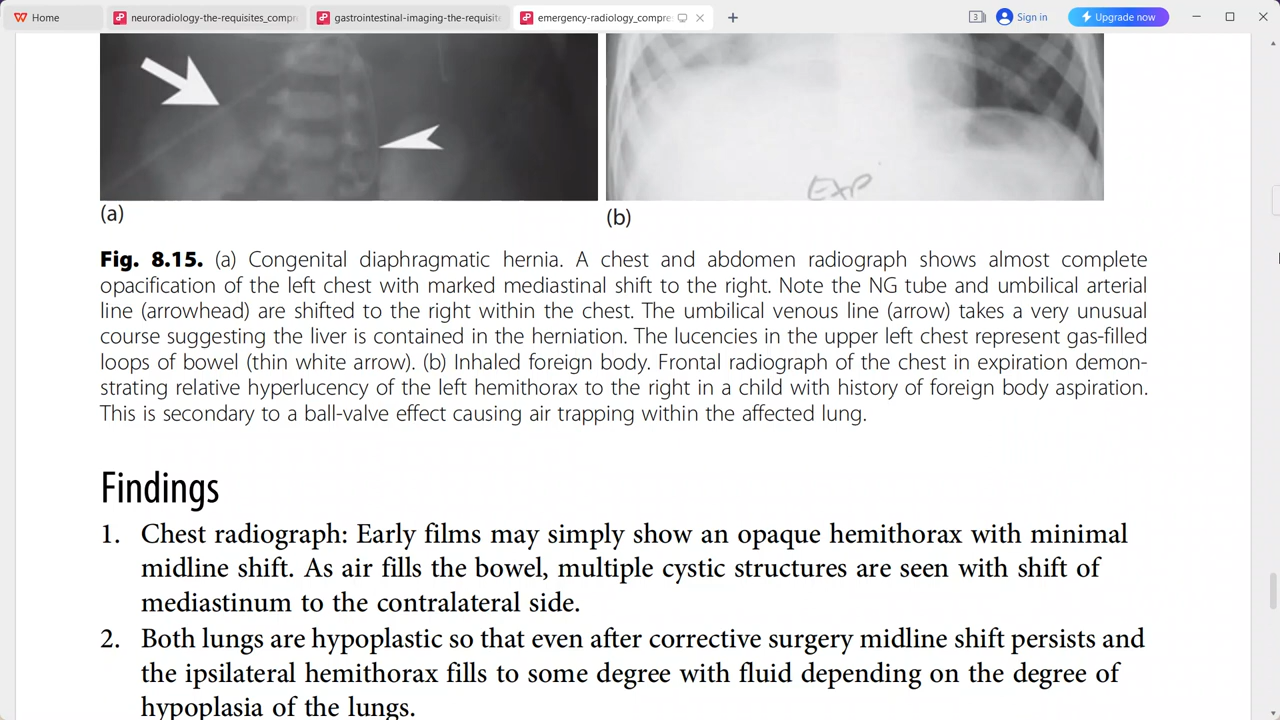 Home
neuroradiology-the-requisites_compr
gastrointestinal-imaging-the-requisite
emergency-radiology_compre
3
Sign in
Upgrade now
EXP
(a)
(b)
Fig. 8.15. (a) Congenital diaphragmatic hernia. A chest and abdomen radiograph shows almost complete
opacification of the left chest with marked mediastinal shift to the right. Note the NG tube and umbilical arterial
line (arrowhead) are shifted to the right within the chest. The umbilical venous line (arrow) takes a very unusual
course suggesting the liver is contained in the herniation. The lucencies in the upper left chest represent gas-filled
loops of bowel (thin white arrow). (b) Inhaled foreign body. Frontal radiograph of the chest in expiration demon-
strating relative hyperlucency of the left hemithorax to the right in a child with history of foreign body aspiration.
This is secondary to a ball-valve effect causing air trapping within the affected lung.
Findings
1. Chest radiograph: Early films may simply show an opaque hemithorax with minimal
midline shift. As air fills the bowel, multiple cystic structures are seen with shift of
mediastinum to the contralateral side.
2. Both lungs are hypoplastic so that even after corrective surgery midline shift persists and
the ipsilateral hemithorax fills to some degree with fluid depending on the degree of
hypoplasia of the lungs.